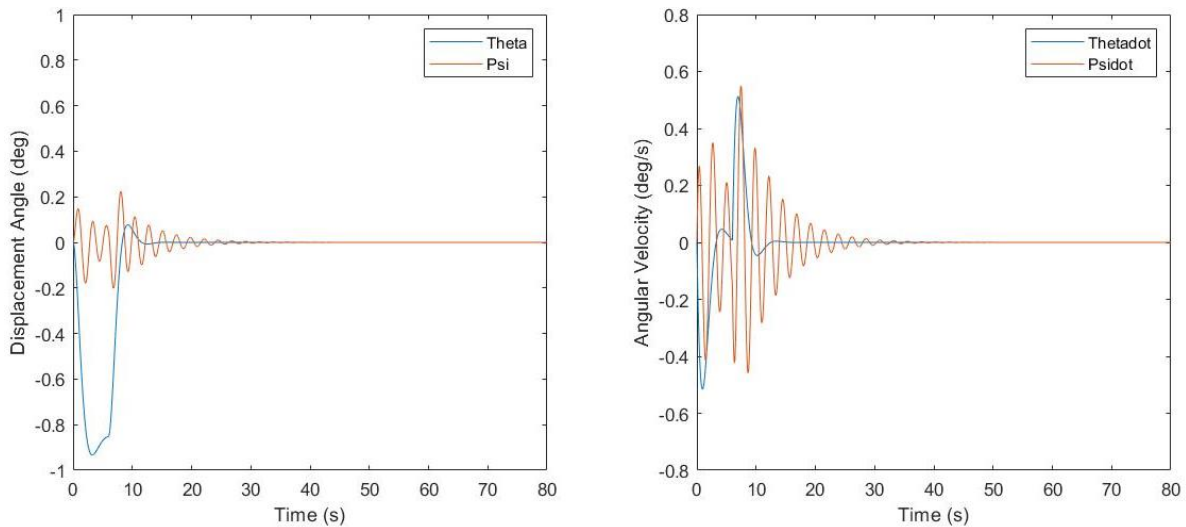 Displacement Angle (deg)
1
0.8
0.6
0.4
0.2
0
-0.2
-0.4
-0.6
-0.8
-1
Theta
Psi
0 10 20 30 40 50 60 70 80
Time (s)
Angular Velocity (deg/s)
0.8
0.6
0.4
0.2
0
-0.2
-0.4
-0.6
-0.8
Thetadot
Psidot
0 10 20 30 40 50 60 70 80
Time (s)